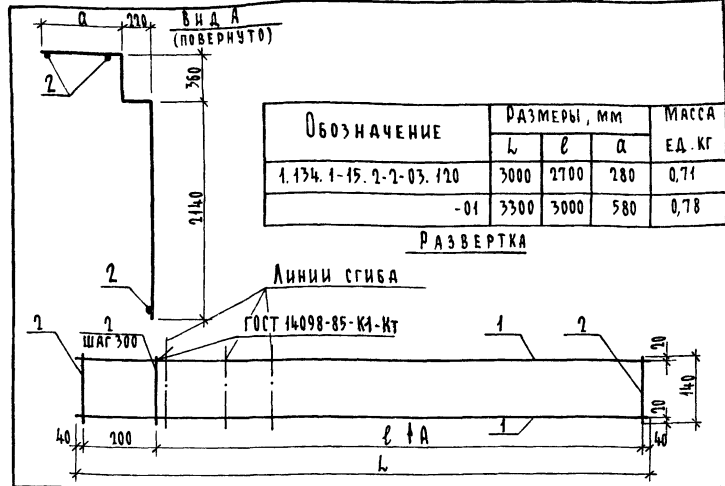 a 220 ВИД А
(ПОВЕРНУТО)
2
360
2140
2
ОБОЗНАЧЕНИЕ РАЗМЕРЫ, ММ МАССА ЕД. КГ
L ℓ a
1.134.1-15.2-2-03.120 3000 2700 280 0,71
-01 3300 3000 580 0,78
РАЗВЕРТКА
ЛИНИИ СГИБА
ГОСТ 14098-85-К1-Кт
2 2 1 2
ШАГ 300
20
140
20
1
40 200 ℓ А 40
L